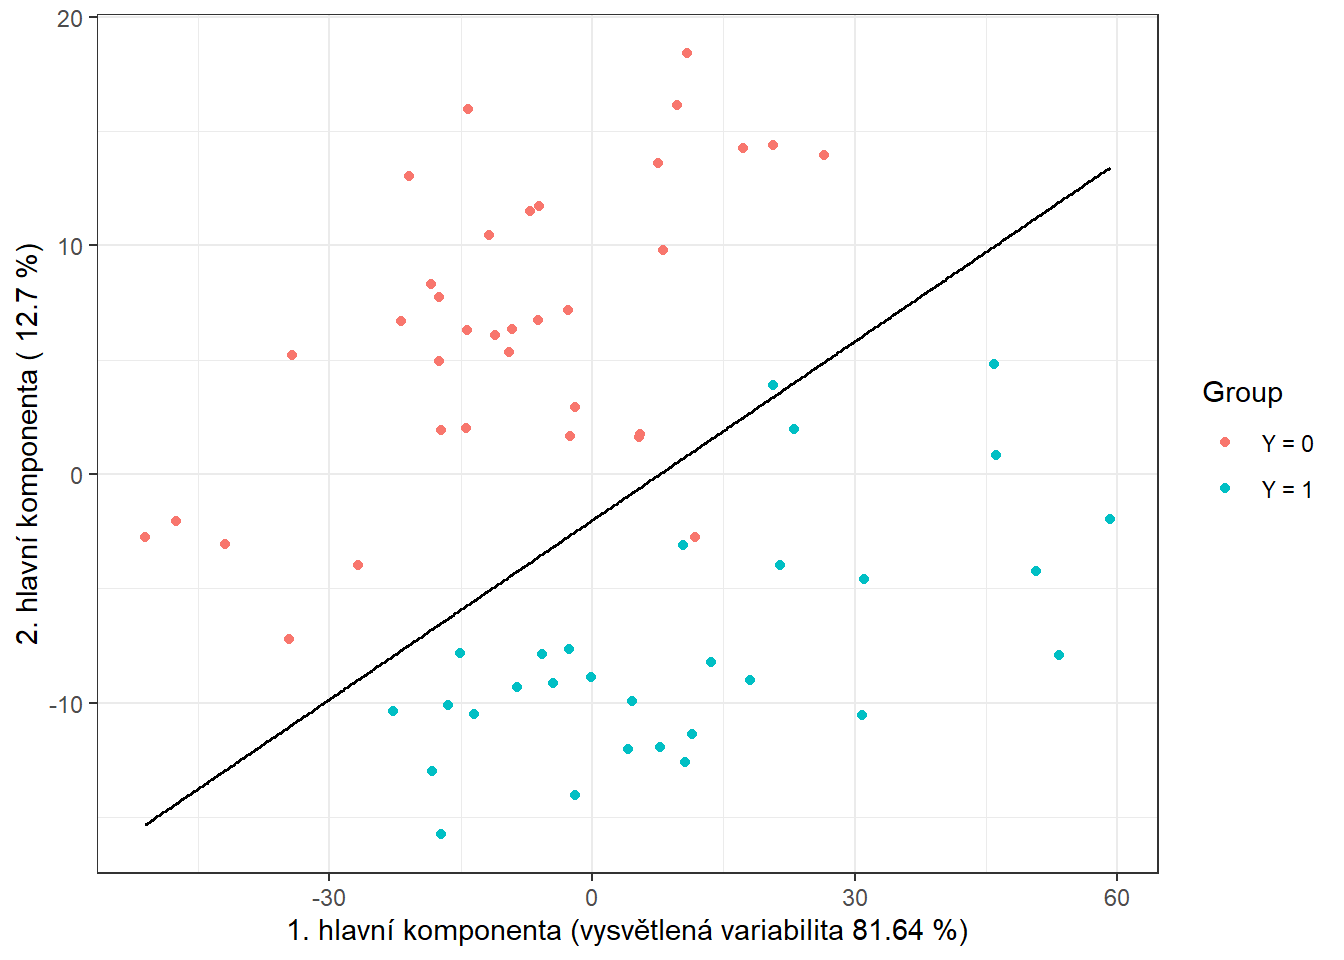 20
10
0
-10
-30
0
30
60
1. hlavní komponenta (vysvětlená variabilita 81.64 %)
2. hlavní komponenta ( 12.7 %)
Group
Y = 0
Y = 1